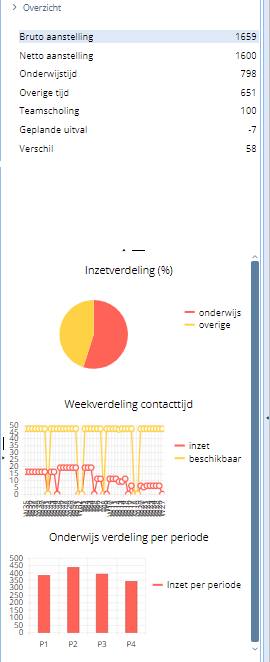 Overzicht
Bruto aanstelling 1659
Netto aanstelling 1600
Onderwijstijd 798
Overige tijd 651
Teamscholing 100
Geplande uitval -7
Verschil 58
Inzetverdeling (%)
onderwijs
overige
Weekverdeling contacttijd
50
45
40
35
30
25
20
15
10
5
0
inzet
beschikbaar
Onderwijs verdeling per periode
500
450
400
350
300
250
200
150
100
50
0
P1 P2 P3 P4
Inzet per periode